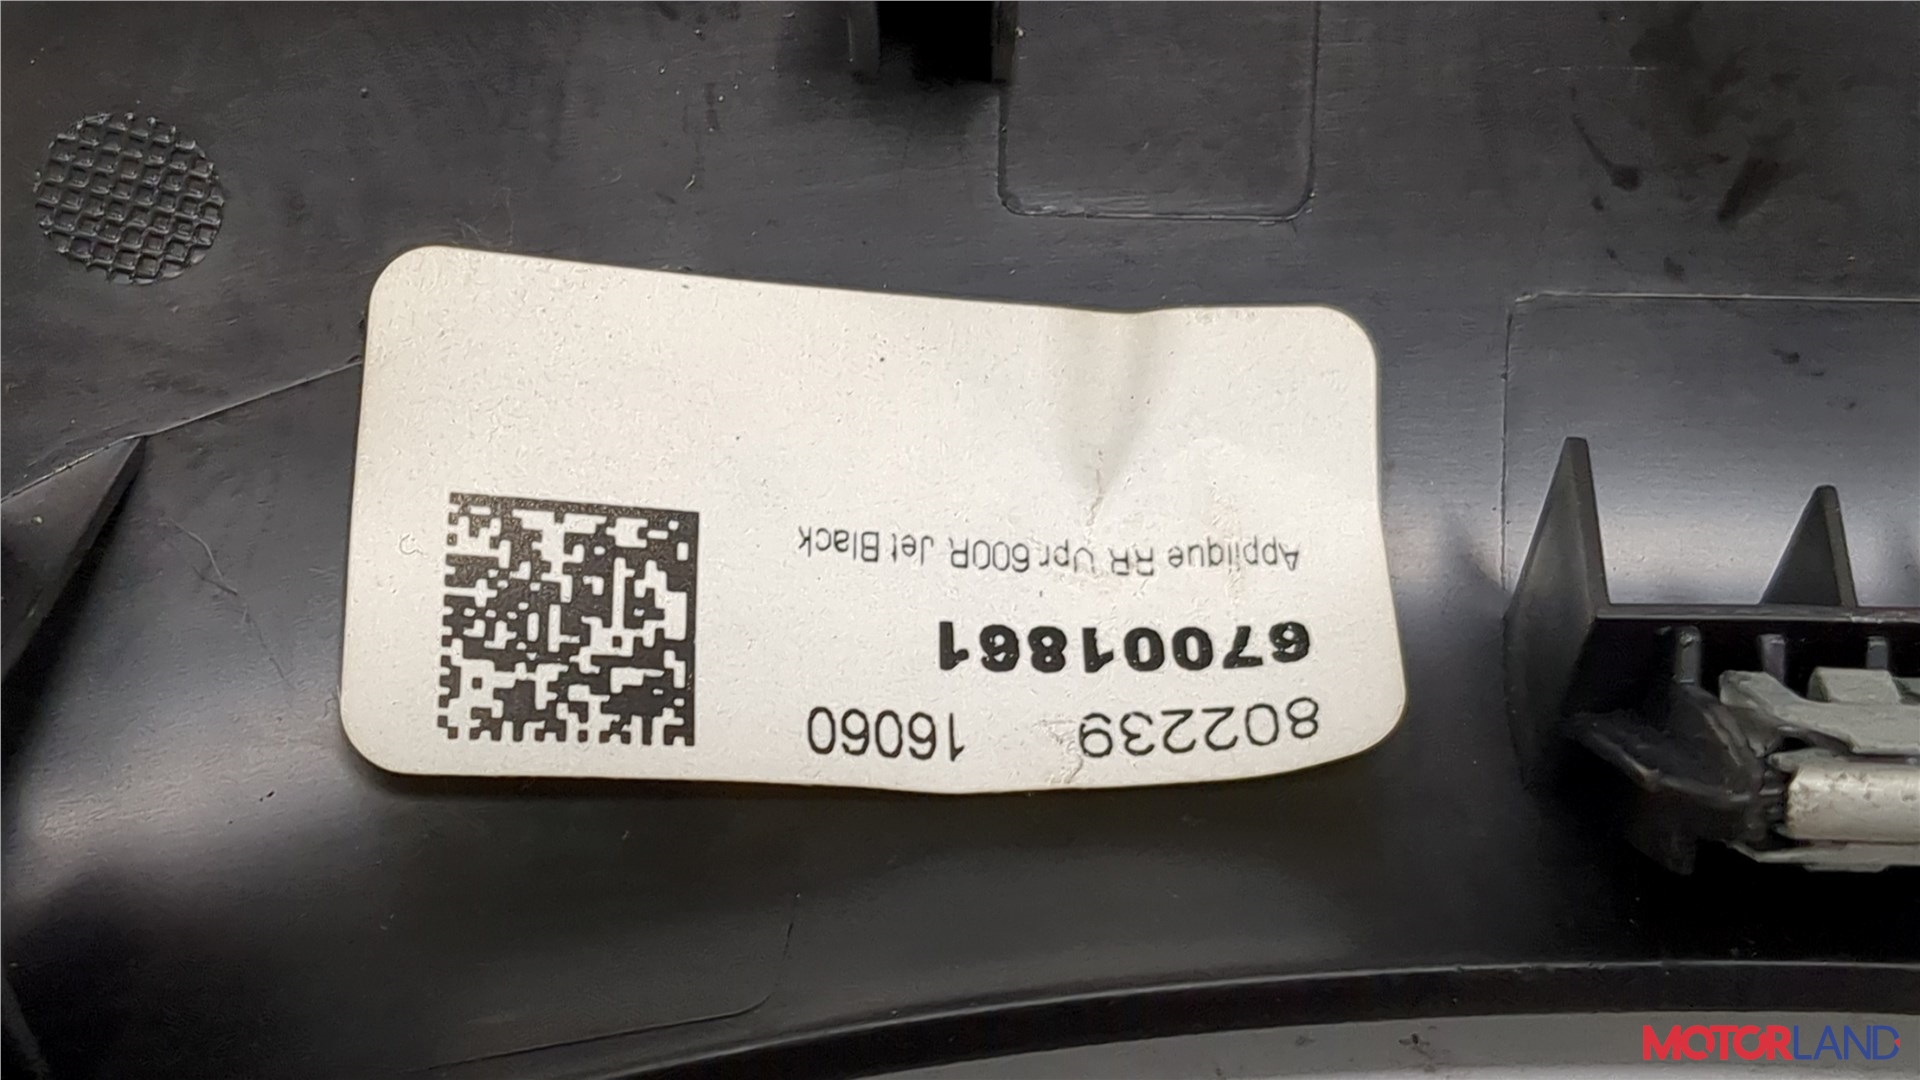 802239 16060
67001861
Applique RR Upr 600R Jet Black
MOTORLAND